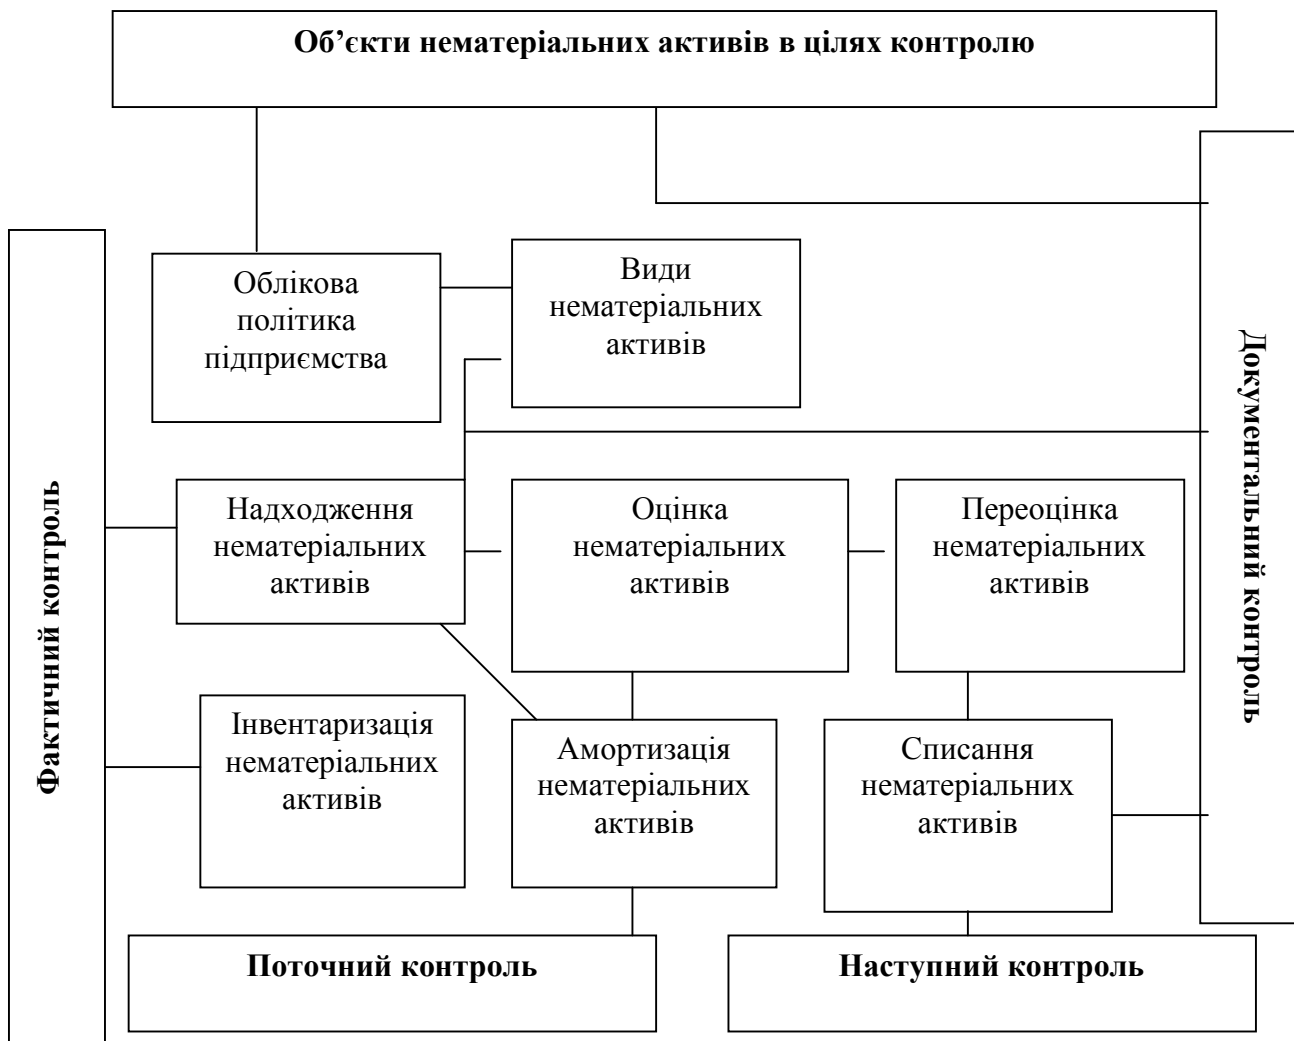 Об’єкти нематеріальних активів в цілях контролю
Облікова
політика
підприємства
Види
нематеріальних
активів
Надходження
нематеріальних
активів
Оцінка
нематеріальних
активів
Переоцінка
нематеріальних
активів
Інвентаризація
нематеріальних
активів
Амортизація
нематеріальних
активів
Списання
нематеріальних
активів
Фактичний контроль
Документальний контроль
Поточний контроль
Наступний контроль